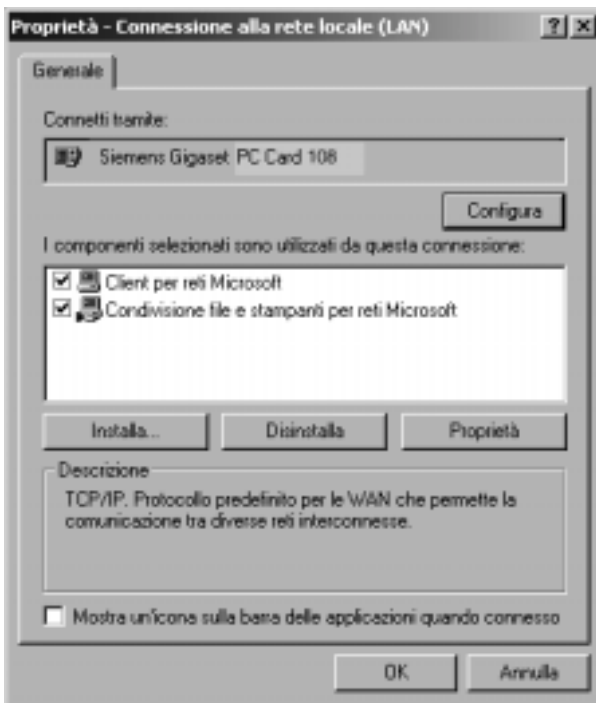 Proprietà - Connessione alla rete locale (LAN)
Generale
Connetti tramite:
Siemens Gigaset PC Card 108
Configura
I componenti selezionati sono utilizzati da questa connessione:
Client per reti Microsoft
Condivisione file e stampanti per reti Microsoft
Installa...
Disinstalla
Proprietà
Descrizione
TCP/IP. Protocollo predefinito per le WAN che permette la
comunicazione tra diverse reti interconnesse.
Mostra un'icona sulla barra delle applicazioni quando connesso
OK
Annulla